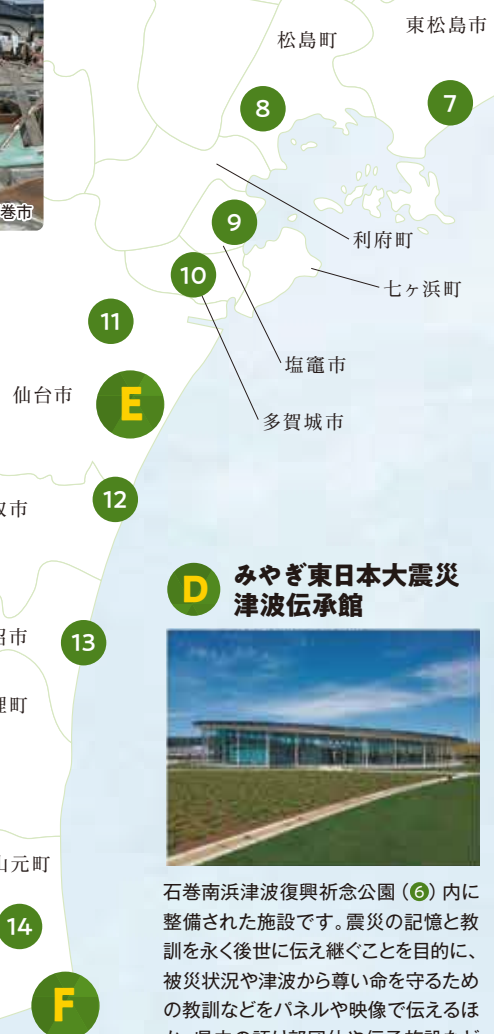 松島町
東松島市
7
8
巻市
9
利府町
10
七ヶ浜町
11
塩竈市
仙台市
E
多賀城市
12
市
D
みやぎ東日本大震災
津波伝承館
13
市
町
山元町
14
F
石巻南浜津波復興祈念公園（6）内に
整備された施設です。震災の記憶と教
訓を永く後世に伝え継ぐことを目的に、
被災状況や津波から尊い命を守るため
の教訓などをパネルや映像で伝えるほ